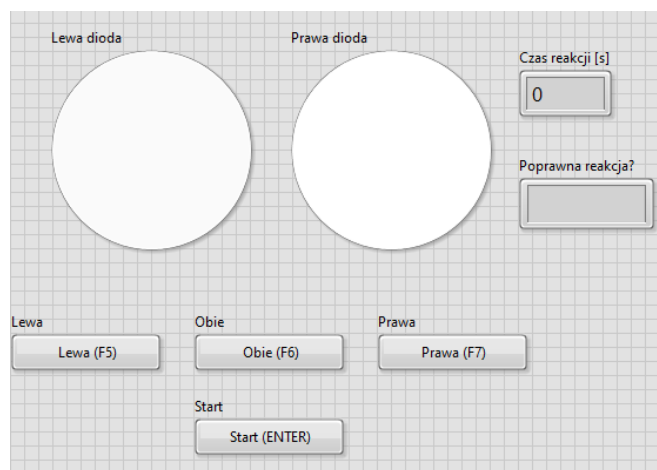 Lewa dioda
Prawa dioda
Czas reakcji [s]
0
Poprawna reakcja?
Lewa
Obie
Prawa
Lewa (F5)
Obie (F6)
Prawa (F7)
Start
Start (ENTER)